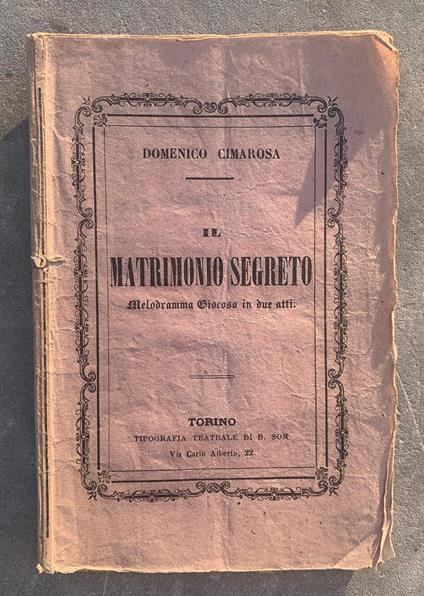 DOMENICO CIMAROSA
IL
MATRIMONIO SEGRETO
Melodramma Giocoso in due atti.
TORINO
TIPOGRAFIA TEATRALE DI B. SOM
Via Carlo Alberto, 22.